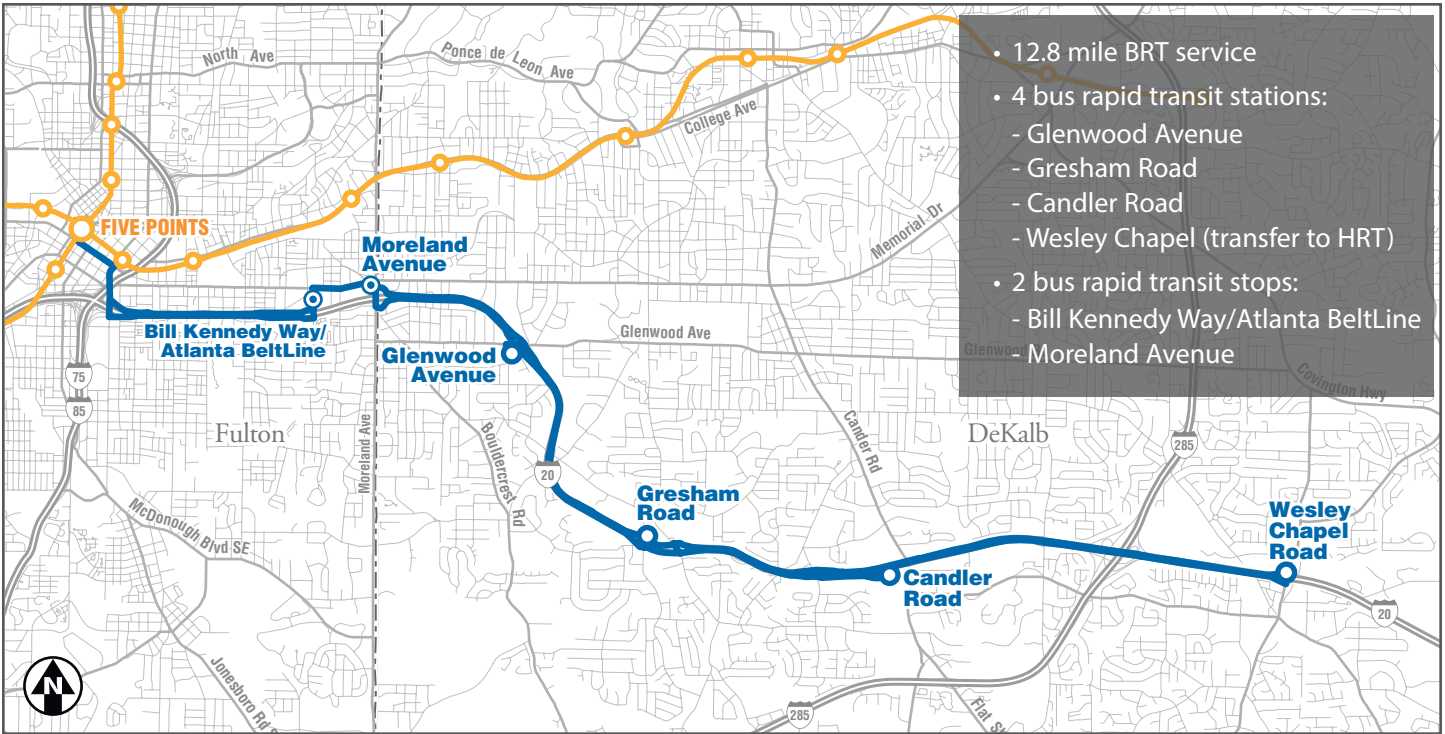 • 12.8 mile BRT service
• 4 bus rapid transit stations:
- Glenwood Avenue
- Gresham Road
- Candler Road
- Wesley Chapel (transfer to HRT)
• 2 bus rapid transit stops:
- Bill Kennedy Way/Atlanta BeltLine
- Moreland Avenue
North Ave
Ponce de Leon Ave
College Ave
Memorial Dr
FIVE POINTS
Moreland
Avenue
Bill Kennedy Way/
Atlanta BeltLine
Glenwood Ave
Glenwood
Covington Hwy
Glenwood
Avenue
75
85
Fulton
Moreland Ave
Bouldercrest Rd
Cander Rd
DeKalb
285
20
McDonough Blvd SE
Gresham
Road
Wesley
Chapel
Road
Candler
Road
20
N
Jonesboro Rd S
285
Flat S